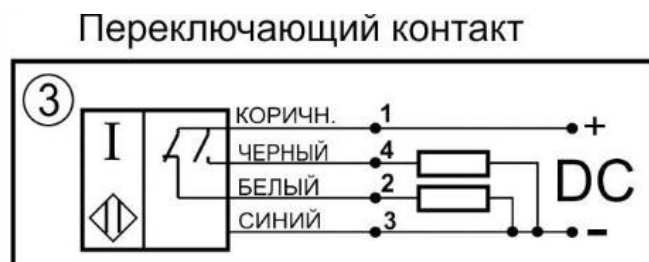 Переключающий контакт
3
I
КОРИЧН. 1 +
ЧЕРНЫЙ 4
БЕЛЫЙ 2
DC
СИНИЙ 3 -